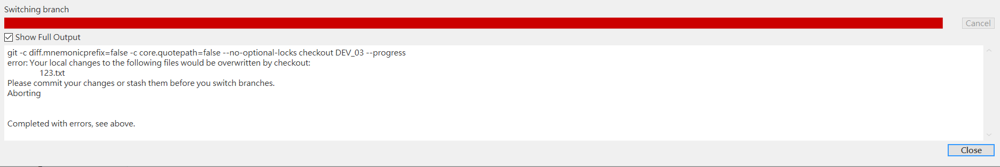 Switching branch
Cancel
Show Full Output
git -c diff.mnemonicprefix=false -c core.quotepath=false --no-optional-locks checkout DEV_03 --progress
error: Your local changes to the following files would be overwritten by checkout:
123.txt
Please commit your changes or stash them before you switch branches.
Aborting
Completed with errors, see above.
Close